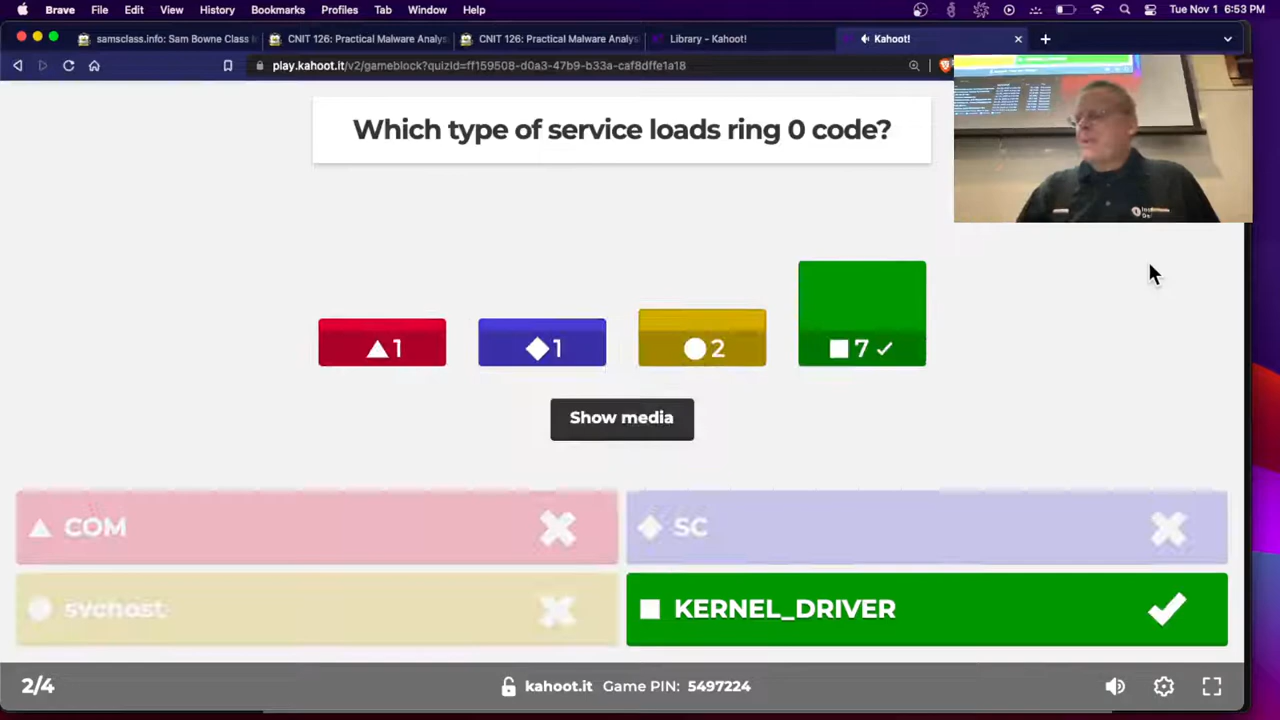 Brave File Edit View History Bookmarks Profiles Tab Window Help Tue Nov 1 6:53 PM
samsclass.info: Sam Bowne Class I CNIT 126: Practical Malware Analys CNIT 126: Practical Malware Analys Library - Kahoot! Kahoot!
play.kahoot.it/v2/gameblock?quizId=ff159508-d0a3-47b9-b33a-caf8dffe1a18
Which type of service loads ring 0 code?
1 1 2 7
Show media
COM SC
svchost KERNEL_DRIVER
2/4 kahoot.it Game PIN: 5497224